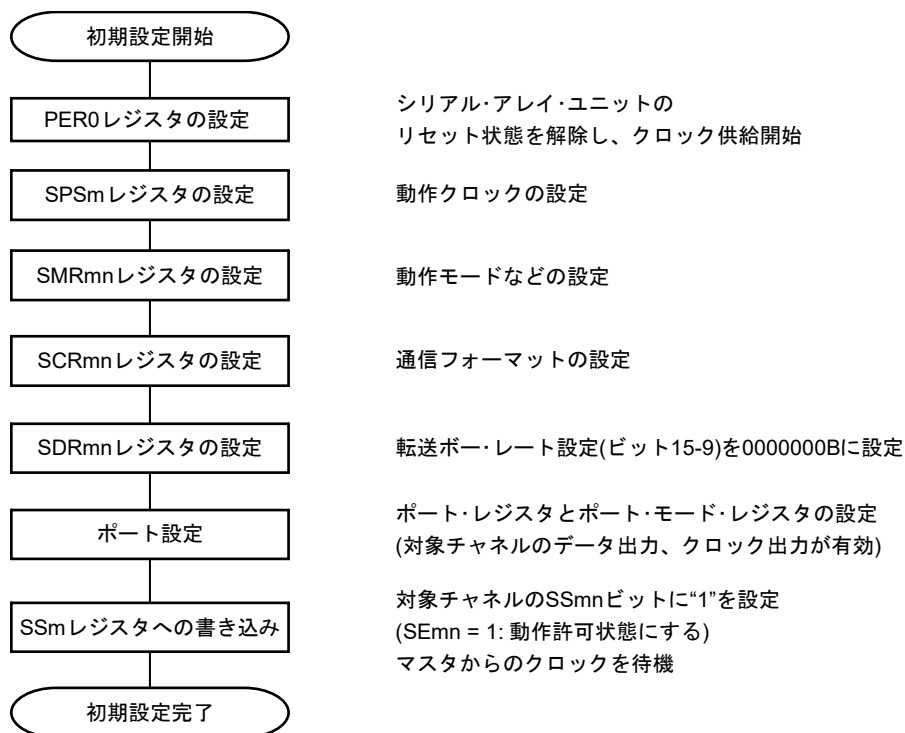 初期設定開始
PER0レジスタの設定
シリアル･アレイ･ユニットの
リセット状態を解除し、クロック供給開始
SPSmレジスタの設定
動作クロックの設定
SMRmnレジスタの設定
動作モードなどの設定
SCRmnレジスタの設定
通信フォーマットの設定
SDRmnレジスタの設定
転送ボー･レート設定(ビット15-9)を0000000Bに設定
ポート設定
ポート･レジスタとポート･モード･レジスタの設定
(対象チャネルのデータ出力、クロック出力が有効)
SSmレジスタへの書き込み
対象チャネルのSSmnビットに“1”を設定
(SEmn = 1: 動作許可状態にする)
マスタからのクロックを待機
初期設定完了